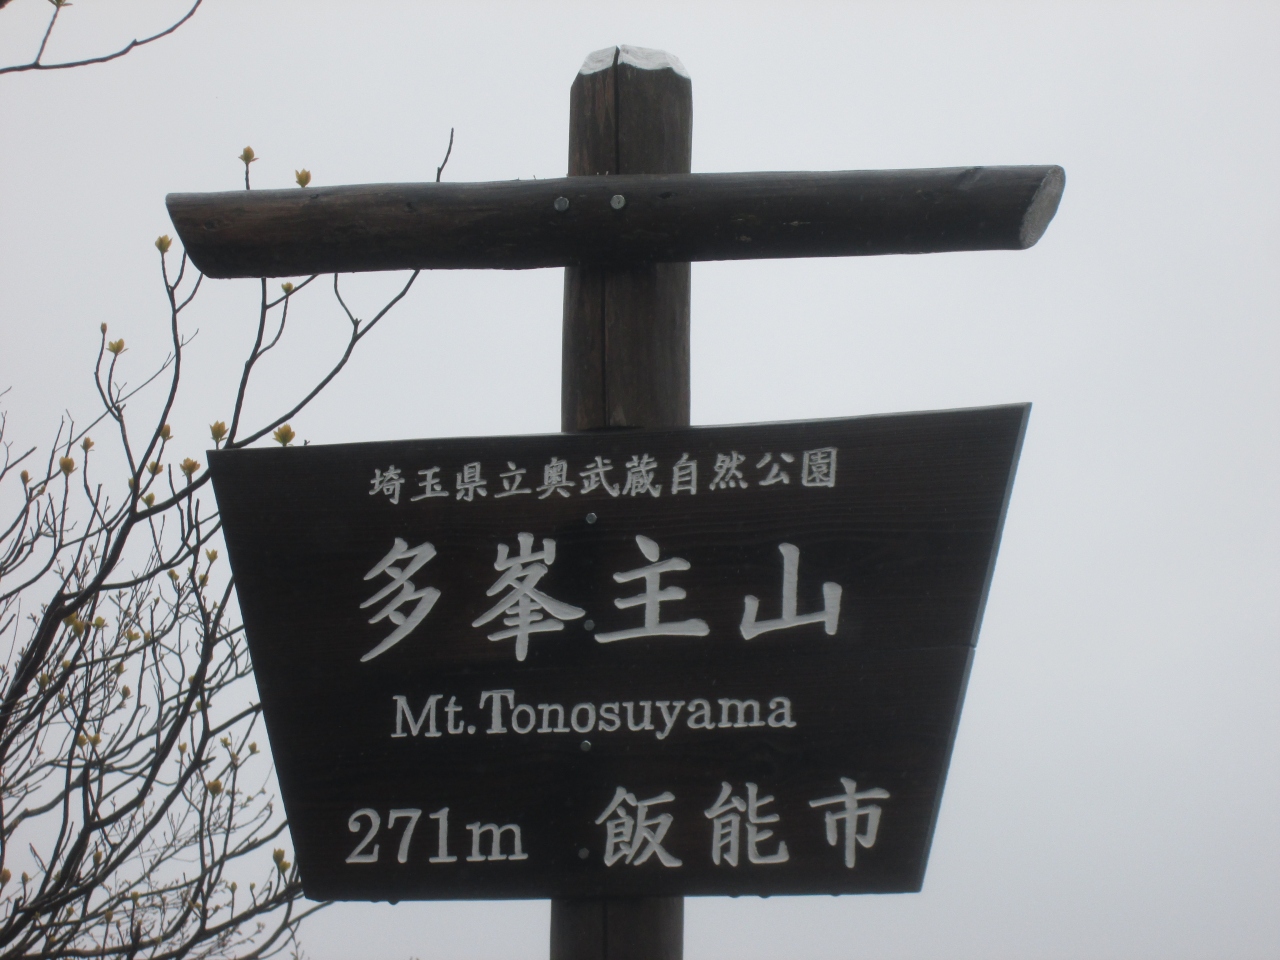 埼玉県立奥武蔵自然公園
多峯主山
Mt.Tonosuyama
271m 飯能市